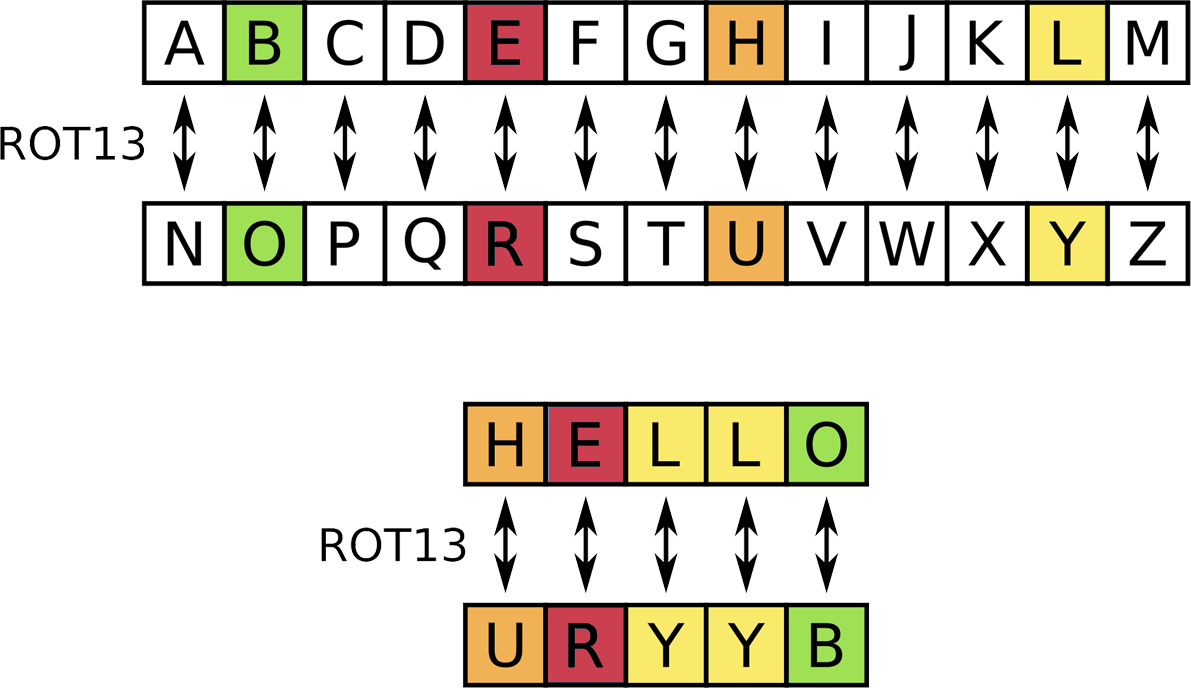 A B C D E F G H I J K L M
ROT13
N O P Q R S T U V W X Y Z
H E L L O
ROT13
U R Y Y B